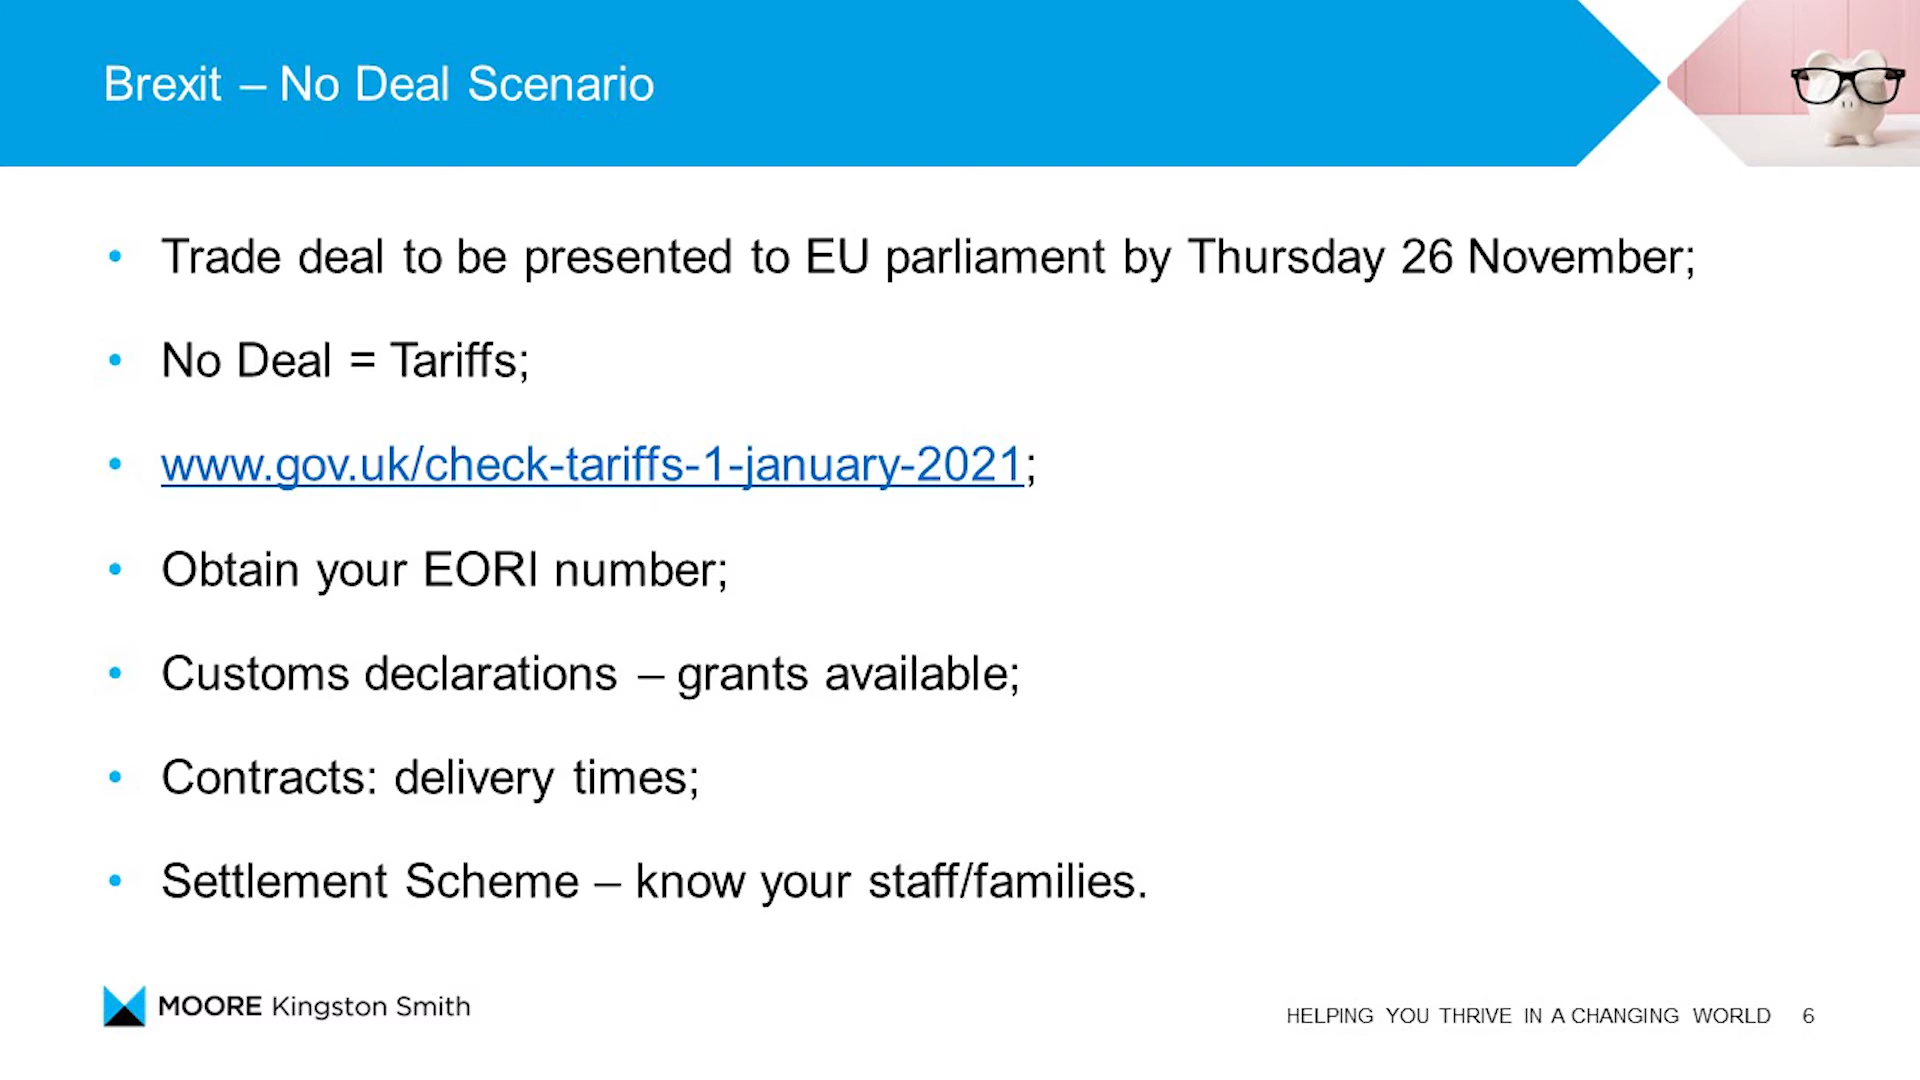 Brexit – No Deal Scenario
• Trade deal to be presented to EU parliament by Thursday 26 November;
• No Deal = Tariffs;
• www.gov.uk/check-tariffs-1-january-2021;
• Obtain your EORI number;
• Customs declarations – grants available;
• Contracts: delivery times;
• Settlement Scheme – know your staff/families.
MOORE Kingston Smith
HELPING YOU THRIVE IN A CHANGING WORLD 6